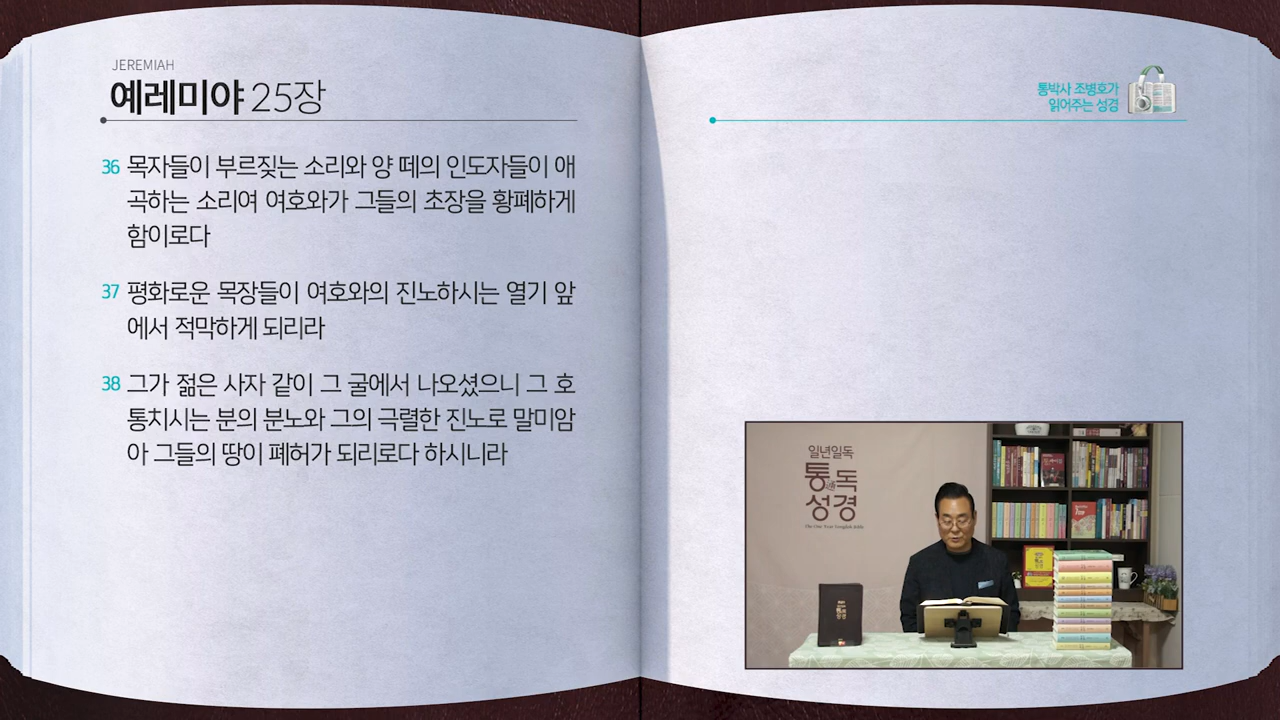 JEREMIAH
예레미야 25장
36 목자들이 부르짖는 소리와 양 떼의 인도자들이 애
곡하는 소리여 여호와가 그들의 초장을 황폐하게
함이로다
37 평화로운 목장들이 여호와의 진노하시는 열기 앞
에서 적막하게 되리라
38 그가 젊은 사자 같이 그 굴에서 나오셨으니 그 호
통치시는 분의 분노와 그의 극렬한 진노로 말미암
아 그들의 땅이 폐허가 되리로다 하시니라
통박사 조병호가
읽어주는 성경
일년일독
통독
성경
The One Year Tongdok Bible